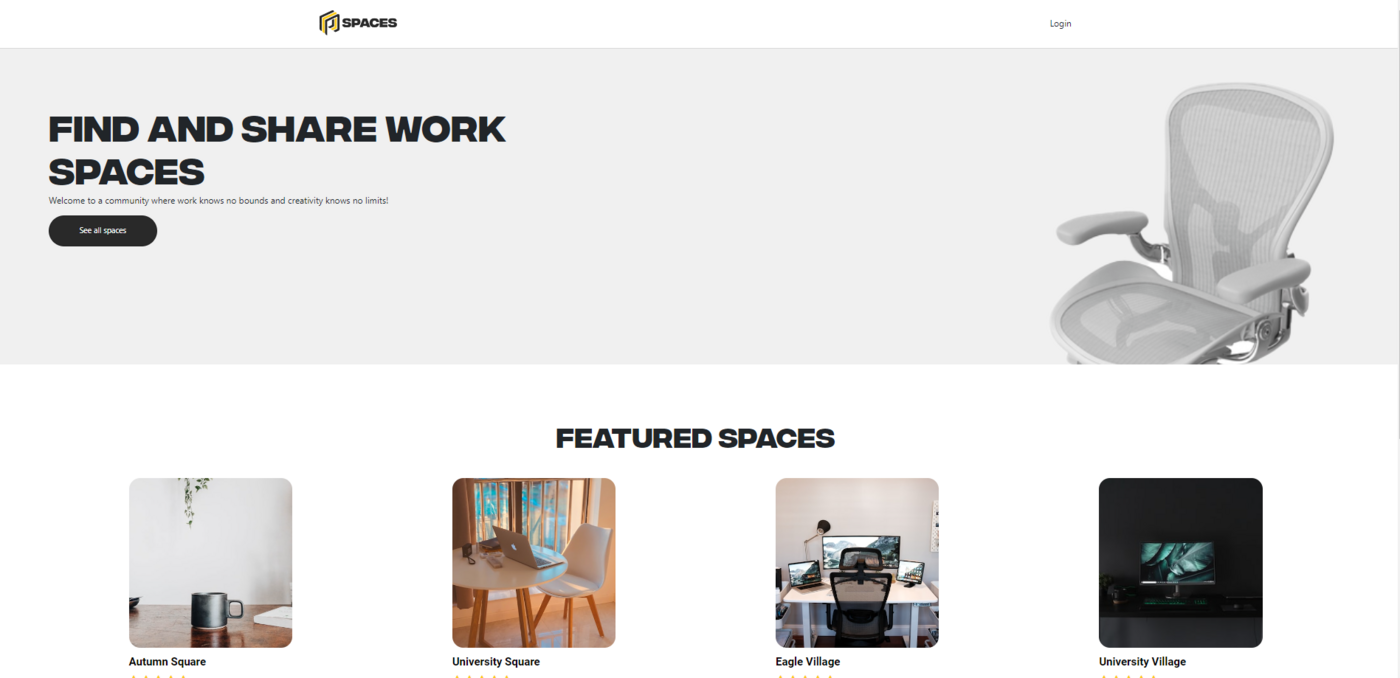 SPACES
Login
FIND AND SHARE WORK
SPACES
Welcome to a community where work knows no bounds and creativity knows no limits!
See all spaces
FEATURED SPACES
Autumn Square
University Square
Eagle Village
University Village